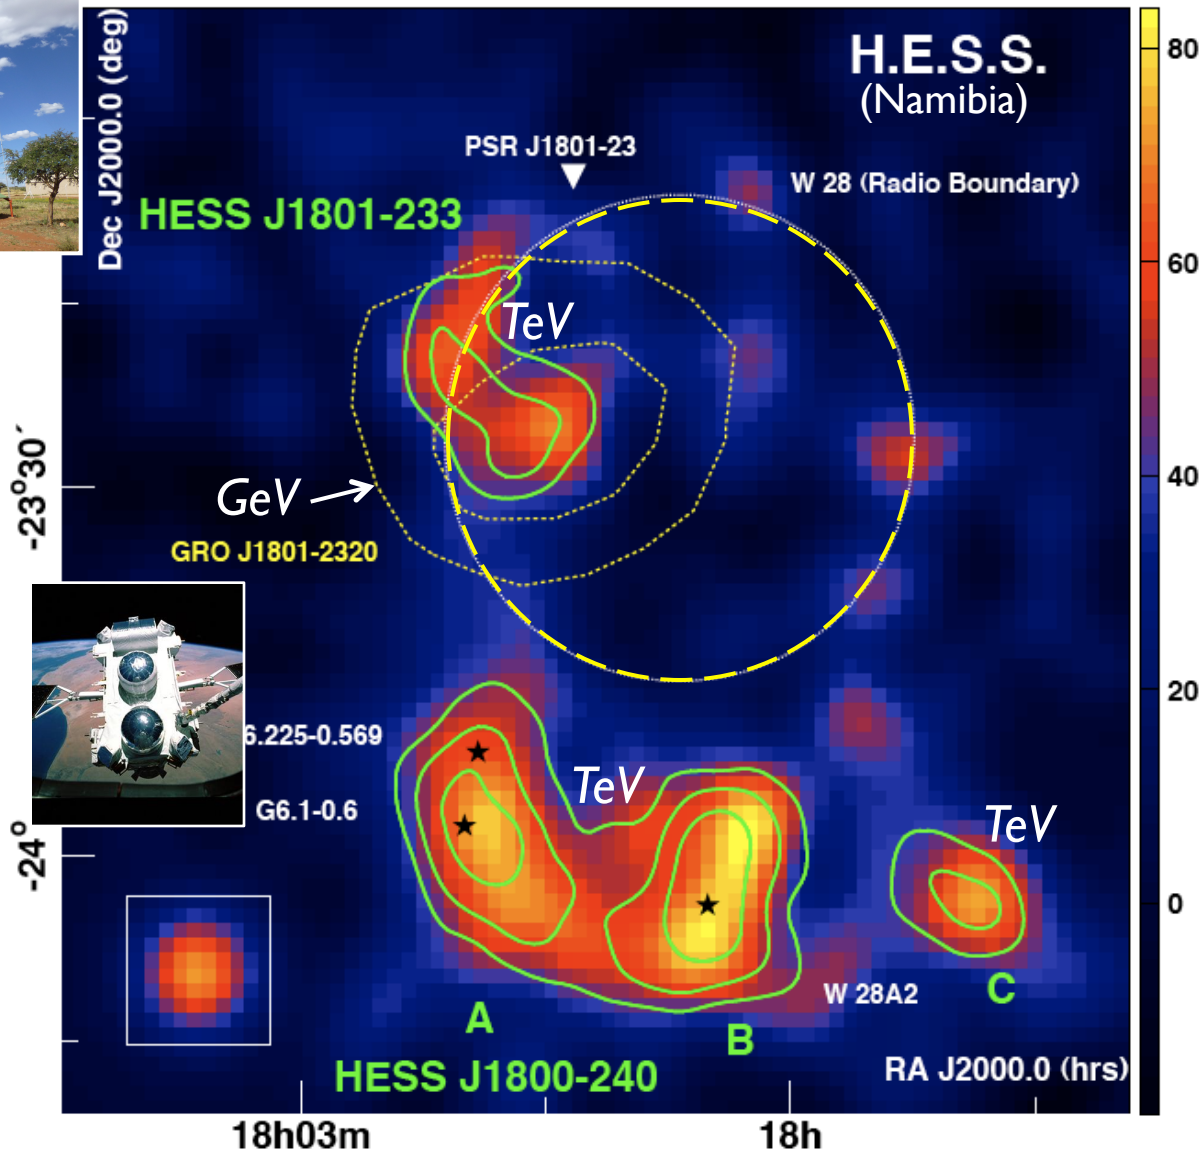 H.E.S.S.
(Namibia)
Dec J2000.0 (deg)
PSR J1801-23
W 28 (Radio Boundary)
HESS J1801-233
TeV
GeV
GRO J1801-2320
-23°30´
6.225-0.569
TeV
G6.1-0.6
TeV
-24°
W 28A2
C
A
B
HESS J1800-240
RA J2000.0 (hrs)
18h03m
18h
80
60
40
20
0